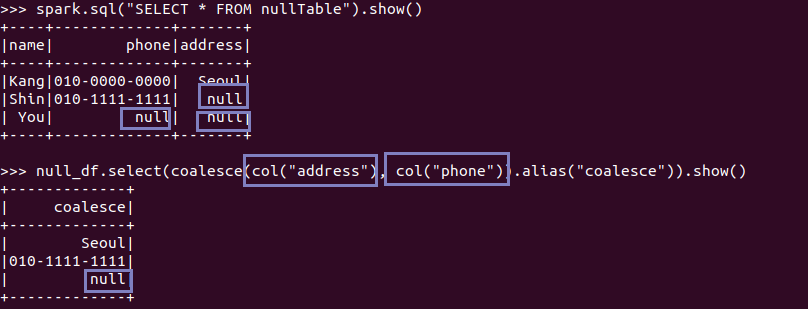 >>> spark.sql("SELECT * FROM nullTable").show()
+----+-------------+-------+
|name|        phone|address|
+----+-------------+-------+
|Kang|010-0000-0000|  Seoul|
|Shin|010-1111-1111|   null|
| You|         null|   null|
+----+-------------+-------+
>>> null_df.select(coalesce(col("address"), col("phone")).alias("coalesce")).show()
+-------------+
|     coalesce|
+-------------+
|        Seoul|
|010-1111-1111|
|         null|
+-------------+